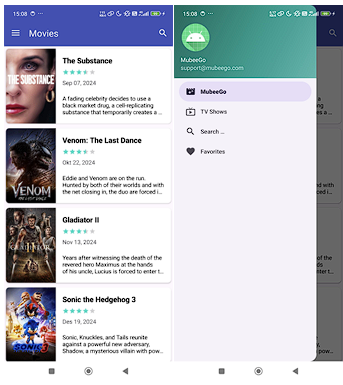 15:08
Movies
THE SUBSTANCE
The Substance
Sep 07, 2024
A fading celebrity decides to use a
black market drug, a cell-replicating
substance that temporarily creates a ...
VENOM
Venom: The Last Dance
Okt 22, 2024
Eddie and Venom are on the run.
Hunted by both of their worlds and with
the net closing in, the duo are forced i...
Gladiator II
Nov 13, 2024
Years after witnessing the death of the
revered hero Maximus at the hands
of his uncle, Lucius is forced to enter t...
SONIC
Sonic the Hedgehog 3
Des 19, 2024
Sonic, Knuckles, and Tails reunite
against a powerful new adversary,
Shadow, a mysterious villain with pow...
15:08
MubeeGo
support@mubeego.com
MubeeGo
TV Shows
Search ...
Favorites